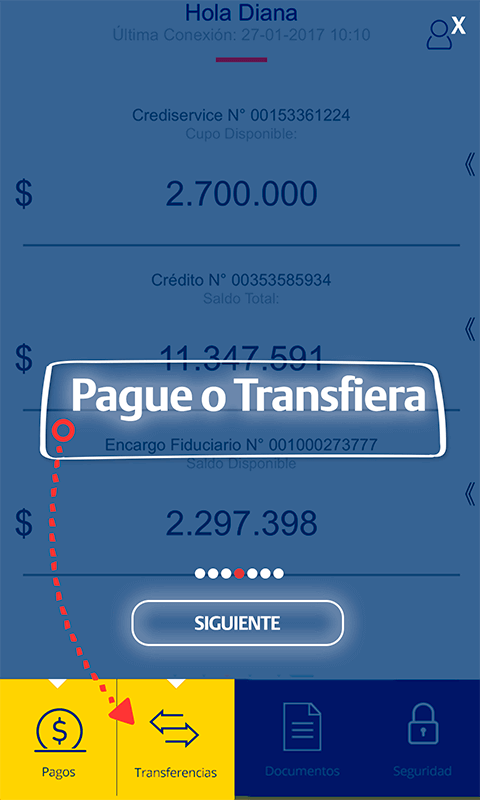 Hola Diana
Última Conexión: 27-01-2017 10:10
X
Crediservice N° 00153361224
Cupo Disponible:
$ 2.700.000
Crédito N° 00353585934
Saldo Total:
$ 11.347.591
Pague o Transfiera
Encargo Fiduciario N° 001000273777
Saldo Disponible
$ 2.297.398
SIGUIENTE
$
Pagos
Transferencias
Documentos
Seguridad